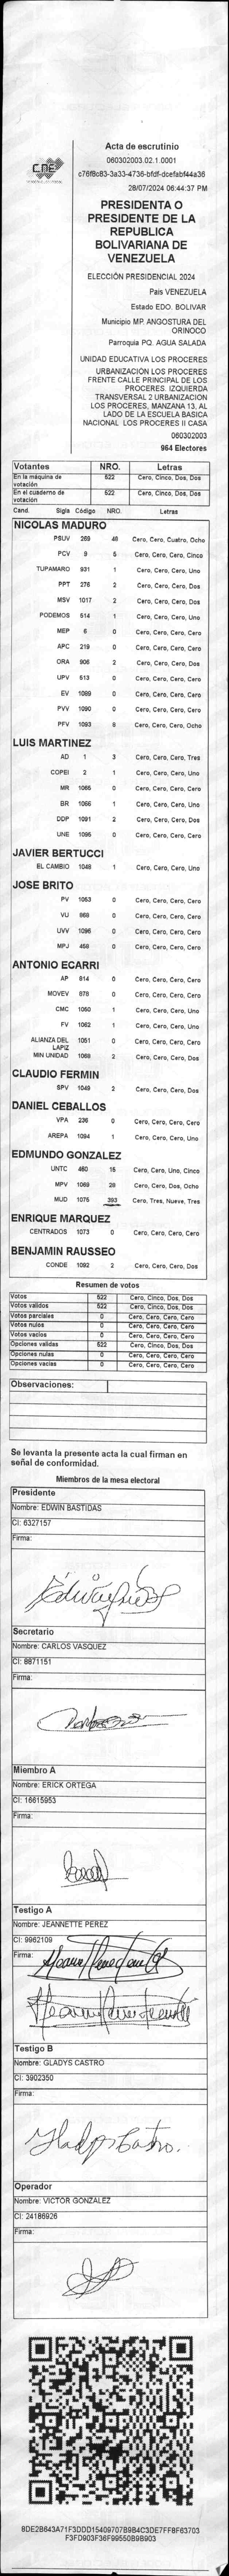 Acta de escrutinio
060302003.02.1.0001
c76f8c83-3a33-4736-bfdf-dcefabf44a36
28/07/2024 06:44:37 PM
CNE
PRESIDENTA O
PRESIDENTE DE LA
REPUBLICA
BOLIVARIANA DE
VENEZUELA
ELECCIÓN PRESIDENCIAL 2024
País VENEZUELA
Estado EDO. BOLIVAR
Municipio MP. ANGOSTURA DEL
ORINOCO
Parroquia PQ. AGUA SALADA
UNIDAD EDUCATIVA LOS PROCERES
URBANIZACIÓN LOS PROCERES
FRENTE CALLE PRINCIPAL DE LOS
PROCERES. IZQUIERDA
TRANSVERSAL 2 URBANIZACION
LOS PROCERES, MANZANA 13, AL
LADO DE LA ESCUELA BASICA
NACIONAL LOS PROCERES II CASA
060302003
964 Electores
Votantes NRO. Letras
En la máquina de votación 522 Cero, Cinco, Dos, Dos
En el cuaderno de votación 522 Cero, Cinco, Dos, Dos
Cand. Sigla Código NRO. Letras
NICOLAS MADURO
PSUV 269 48 Cero, Cero, Cuatro, Ocho
PCV 9 5 Cero, Cero, Cero, Cinco
TUPAMARO 931 1 Cero, Cero, Cero, Uno
PPT 276 2 Cero, Cero, Cero, Dos
MSV 1017 2 Cero, Cero, Cero, Dos
PODEMOS 514 1 Cero, Cero, Cero, Uno
MEP 6 0 Cero, Cero, Cero, Cero
APC 219 0 Cero, Cero, Cero, Cero
ORA 906 2 Cero, Cero, Cero, Dos
UPV 513 0 Cero, Cero, Cero, Cero
EV 1089 0 Cero, Cero, Cero, Cero
PVV 1090 0 Cero, Cero, Cero, Cero
PFV 1093 8 Cero, Cero, Cero, Ocho
LUIS MARTINEZ
AD 1 3 Cero, Cero, Cero, Tres
COPEI 2 1 Cero, Cero, Cero, Uno
MR 1065 0 Cero, Cero, Cero, Cero
BR 1066 1 Cero, Cero, Cero, Uno
DDP 1091 2 Cero, Cero, Cero, Dos
UNE 1095 0 Cero, Cero, Cero, Cero
JAVIER BERTUCCI
EL CAMBIO 1048 1 Cero, Cero, Cero, Uno
JOSE BRITO
PV 1053 0 Cero, Cero, Cero, Cero
VU 968 0 Cero, Cero, Cero, Cero
UVV 1096 0 Cero, Cero, Cero, Cero
MPJ 458 0 Cero, Cero, Cero, Cero
ANTONIO ECARRI
AP 814 0 Cero, Cero, Cero, Cero
MOVEV 878 0 Cero, Cero, Cero, Cero
CMC 1050 1 Cero, Cero, Cero, Uno
FV 1062 1 Cero, Cero, Cero, Uno
ALIANZA DEL LAPIZ 1051 0 Cero, Cero, Cero, Cero
MIN UNIDAD 1068 2 Cero, Cero, Cero, Dos
CLAUDIO FERMIN
SPV 1049 2 Cero, Cero, Cero, Dos
DANIEL CEBALLOS
VPA 236 0 Cero, Cero, Cero, Cero
AREPA 1094 1 Cero, Cero, Cero, Uno
EDMUNDO GONZALEZ
UNTC 460 15 Cero, Cero, Uno, Cinco
MPV 1069 28 Cero, Cero, Dos, Ocho
MUD 1075 393 Cero, Tres, Nueve, Tres
ENRIQUE MARQUEZ
CENTRADOS 1073 0 Cero, Cero, Cero, Cero
BENJAMIN RAUSSEO
CONDE 1092 2 Cero, Cero, Cero, Dos
Resumen de votos
Votos 522 Cero, Cinco, Dos, Dos
Votos validos 522 Cero, Cinco, Dos, Dos
Votos parciales 0 Cero, Cero, Cero, Cero
Votos nulos 0 Cero, Cero, Cero, Cero
Votos vacios 0 Cero, Cero, Cero, Cero
Opciones validas 522 Cero, Cinco, Dos, Dos
Opciones nulas 0 Cero, Cero, Cero, Cero
Opciones vacias 0 Cero, Cero, Cero, Cero
Observaciones:
Se levanta la presente acta la cual firman en
señal de conformidad.
Miembros de la mesa electoral
Presidente
Nombre: EDWIN BASTIDAS
CI: 6327157
Firma:
Secretario
Nombre: CARLOS VASQUEZ
CI: 8871151
Firma:
Miembro A
Nombre: ERICK ORTEGA
CI: 16615953
Firma:
Testigo A
Nombre: JEANNETTE PEREZ
CI: 9962109
Firma:
Testigo B
Nombre: GLADYS CASTRO
CI: 3902350
Firma:
Gladys Castro.
Operador
Nombre: VICTOR GONZALEZ
CI: 24186926
Firma:
8DE2B643A71F3DDD15409707B9B4C3DE7FF8F63703
F3FD903F36F99550B9B903